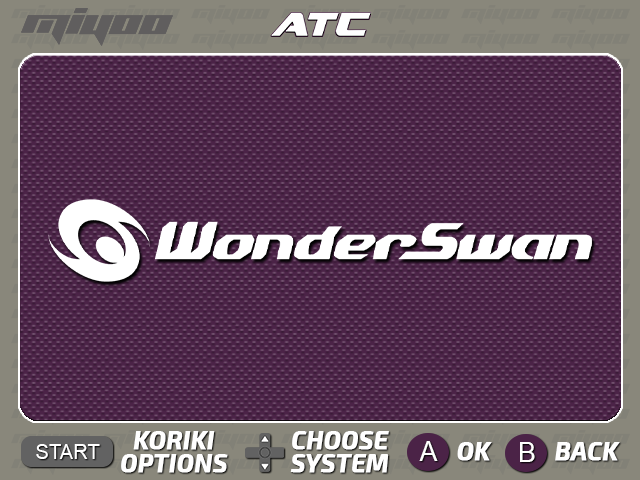 miyoo
ATC
WonderSwan
START
KORIKI
OPTIONS
CHOOSE
SYSTEM
A
OK
B
BACK